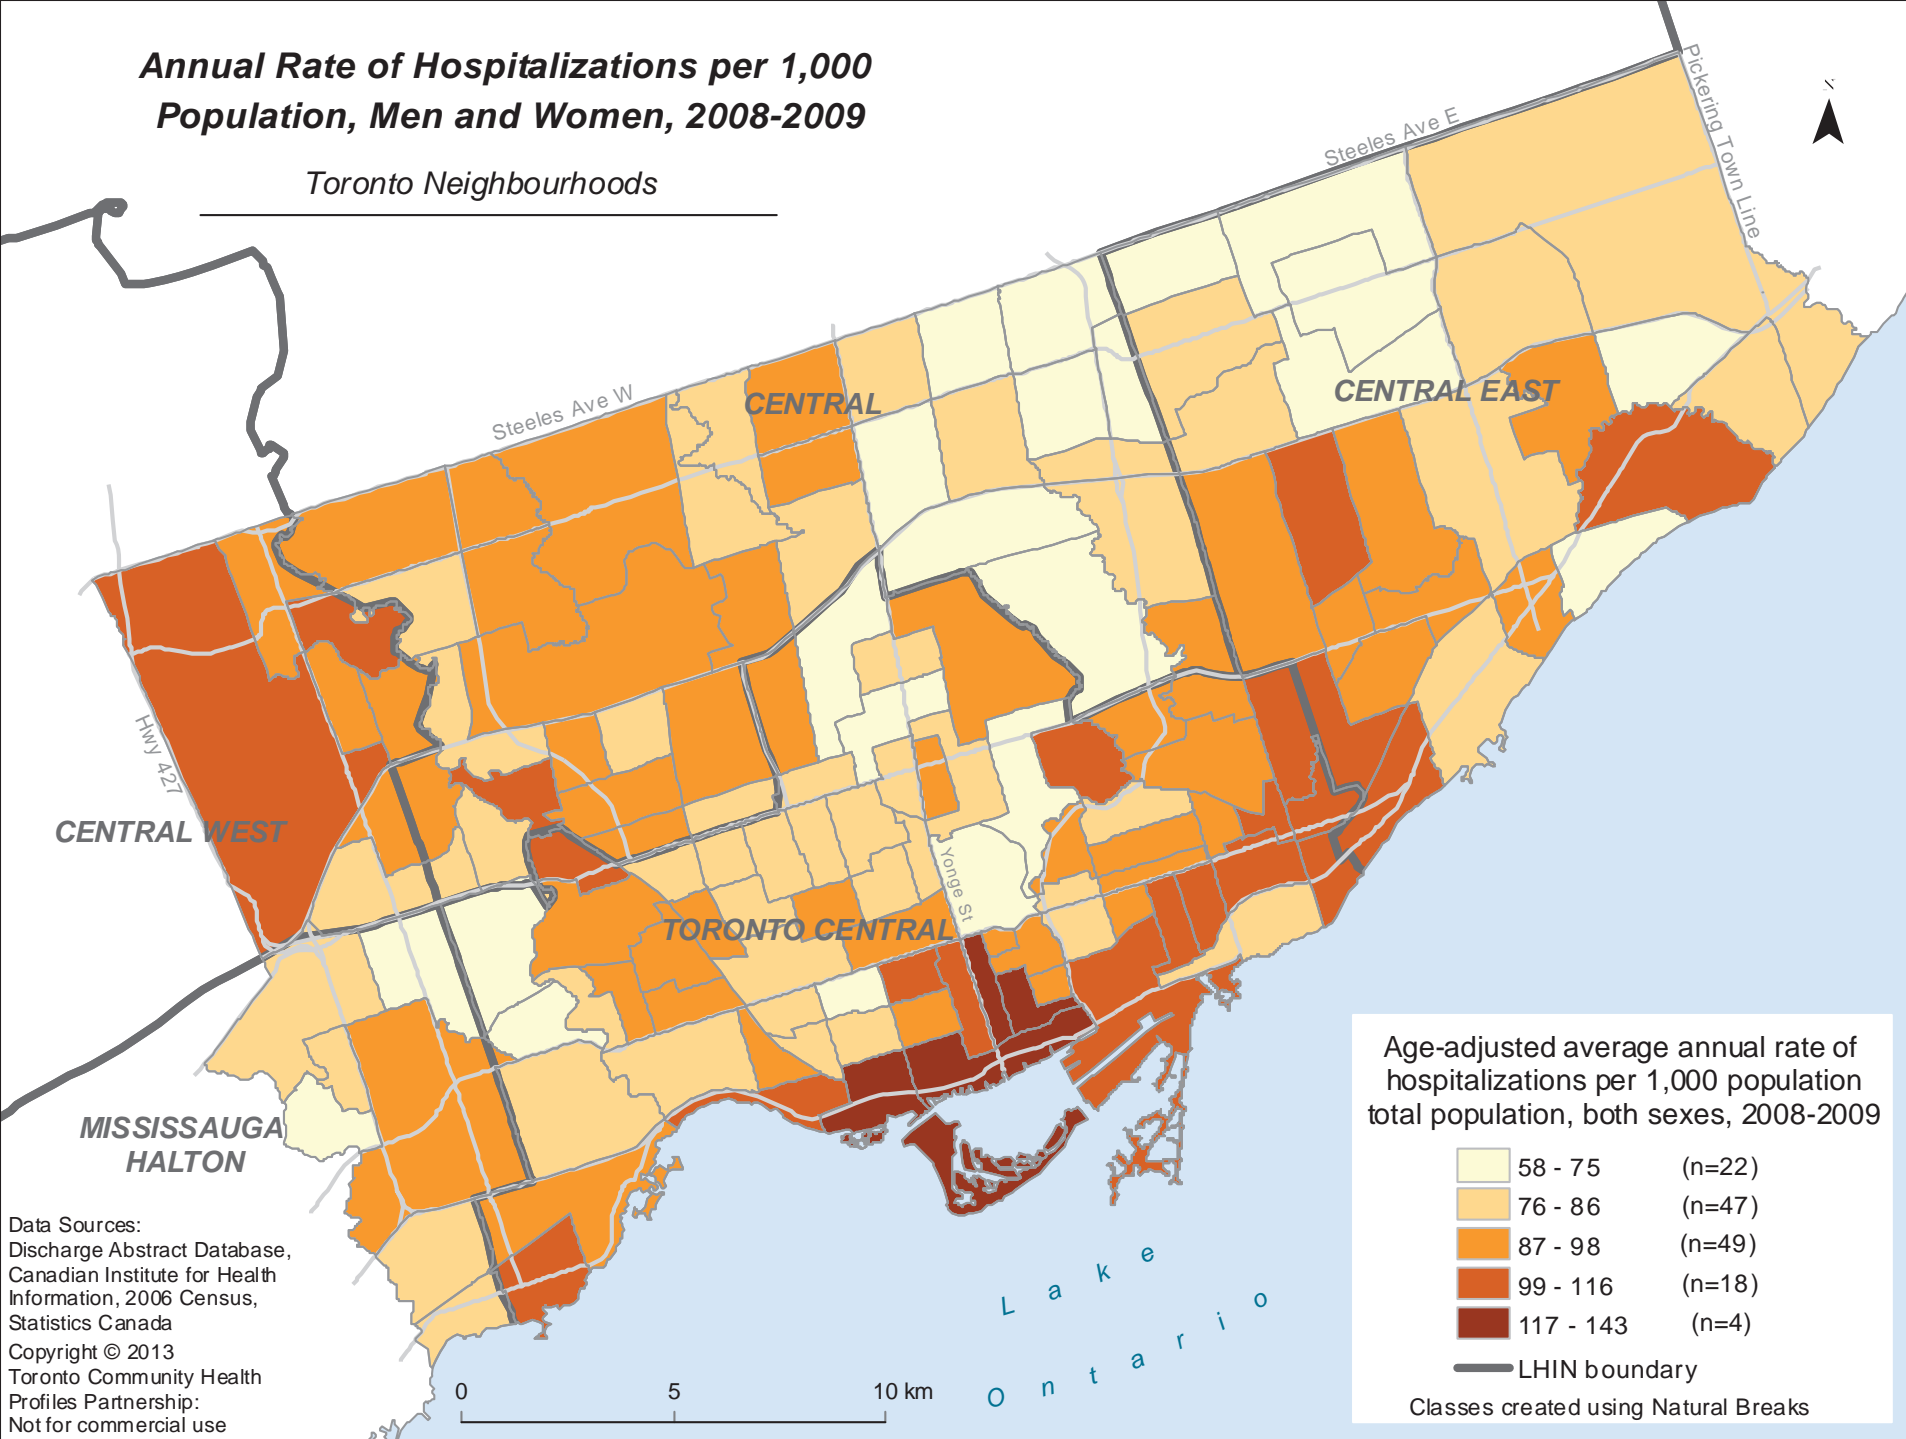 Annual Rate of Hospitalizations per 1,000
Population, Men and Women, 2008-2009
Toronto Neighbourhoods
N
Pickering Town Line
Steeles Ave E
Steeles Ave W
CENTRAL
CENTRAL EAST
Hwy 427
CENTRAL WEST
Yonge St
TORONTO CENTRAL
MISSISSAUGA
HALTON
Lake
Ontario
Data Sources:
Discharge Abstract Database,
Canadian Institute for Health
Information, 2006 Census,
Statistics Canada
Copyright © 2013
Toronto Community Health
Profiles Partnership:
Not for commercial use
0 5 10 km
Age-adjusted average annual rate of
hospitalizations per 1,000 population
total population, both sexes, 2008-2009
58 - 75 (n=22)
76 - 86 (n=47)
87 - 98 (n=49)
99 - 116 (n=18)
117 - 143 (n=4)
LHIN boundary
Classes created using Natural Breaks